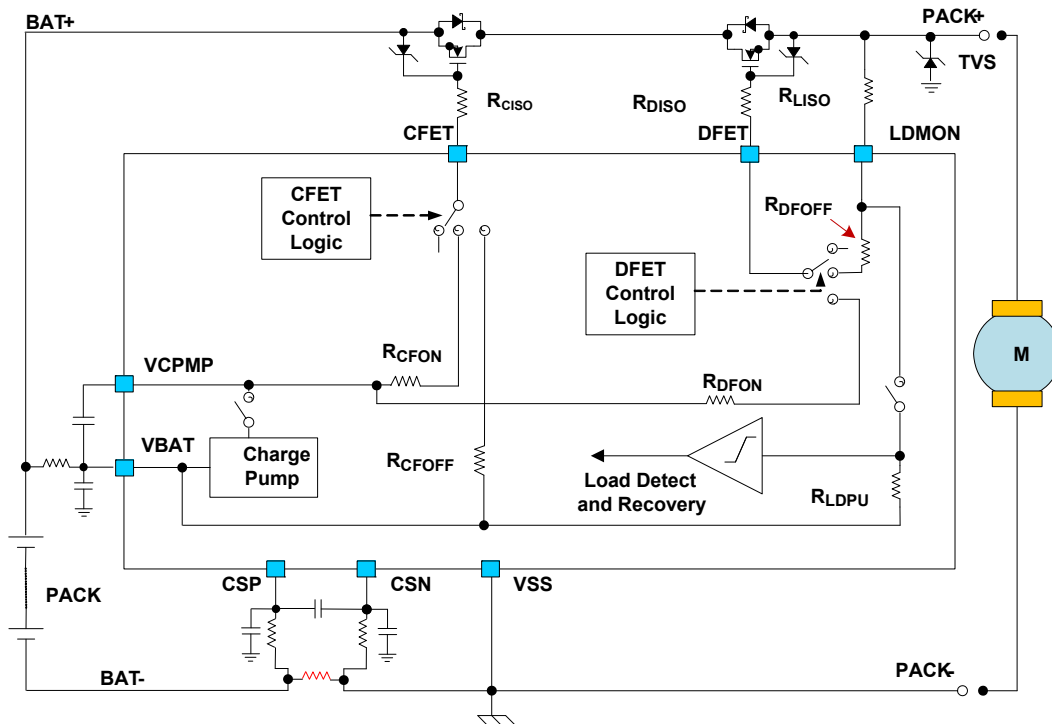 BAT+
PACK+
TVS
RCISO
RDISO
RLISO
CFET
DFET
LDMON
CFET
Control
Logic
RDFOFF
DFET
Control
Logic
M
VCPMP
RCFON
RDFON
VBAT
Charge
Pump
RCFOFF
Load Detect
and Recovery
RLDPU
PACK
CSP
CSN
VSS
BAT-
PACK-